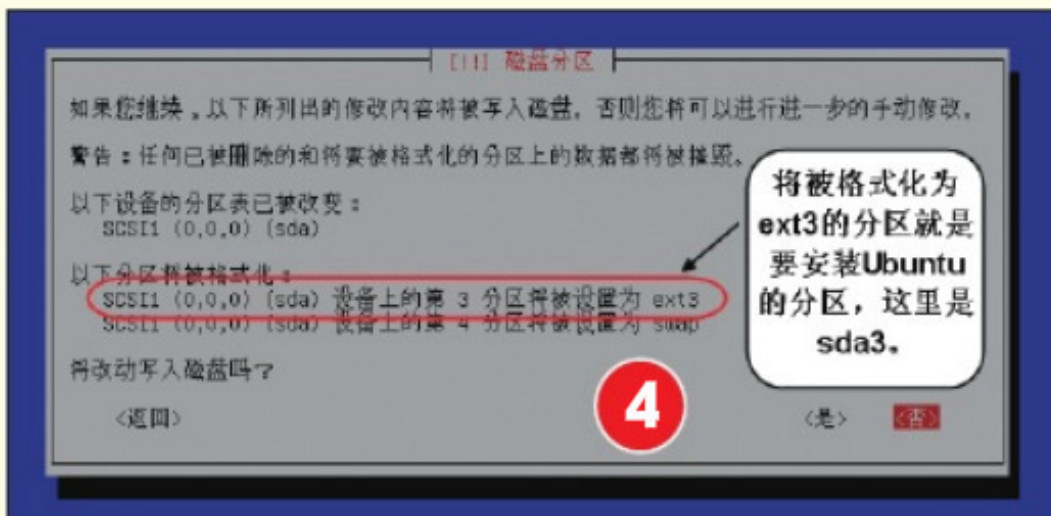 [!!] 磁盘分区
如果您继续，以下所列出的修改内容将被写入磁盘。否则您将可以进行进一步的手动修改。
警告：任何已被删除的和将要被格式化的分区上的数据都将被摧毁。
以下设备的分区表已被改变：
SCSI1 (0,0,0) (sda)
以下分区将被格式化：
SCSI1 (0,0,0) (sda) 设备上的第 3 分区将被设置为 ext3
SCSI1 (0,0,0) (sda) 设备上的第 4 分区将被设置为 swap
将改动写入磁盘吗？
<返回>
<是>
<否>
将被格式化为
ext3的分区就是
要安装Ubuntu
的分区，这里是
sda3。
4